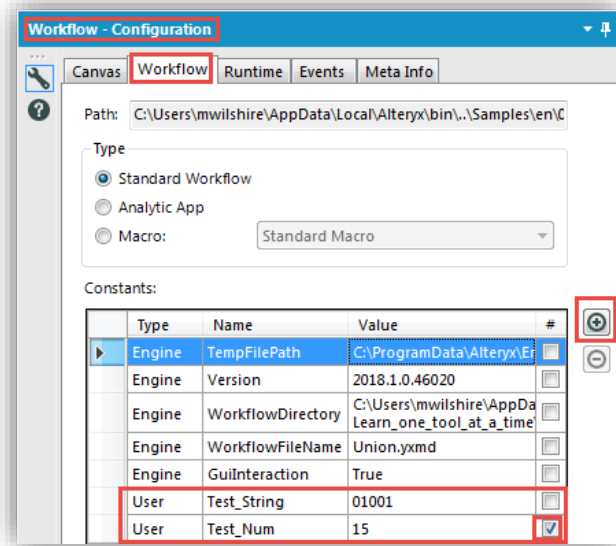 Workflow - Configuration
Canvas Workflow Runtime Events Meta Info
Path: C:\Users\mwilshire\AppData\Local\Alteryx\bin\..\Samples\en\0
Type
Standard Workflow
Analytic App
Macro: Standard Macro
Constants:
Type Name Value #
Engine TempFilePath C:\ProgramData\Alteryx\En
Engine Version 2018.1.0.46020
Engine WorkflowDirectory C:\Users\mwilshire\AppDa
Learn_one_tool_at_a_time\
Engine WorkflowFileName Union.yxmd
Engine GuiInteraction True
User Test_String 01001
User Test_Num 15